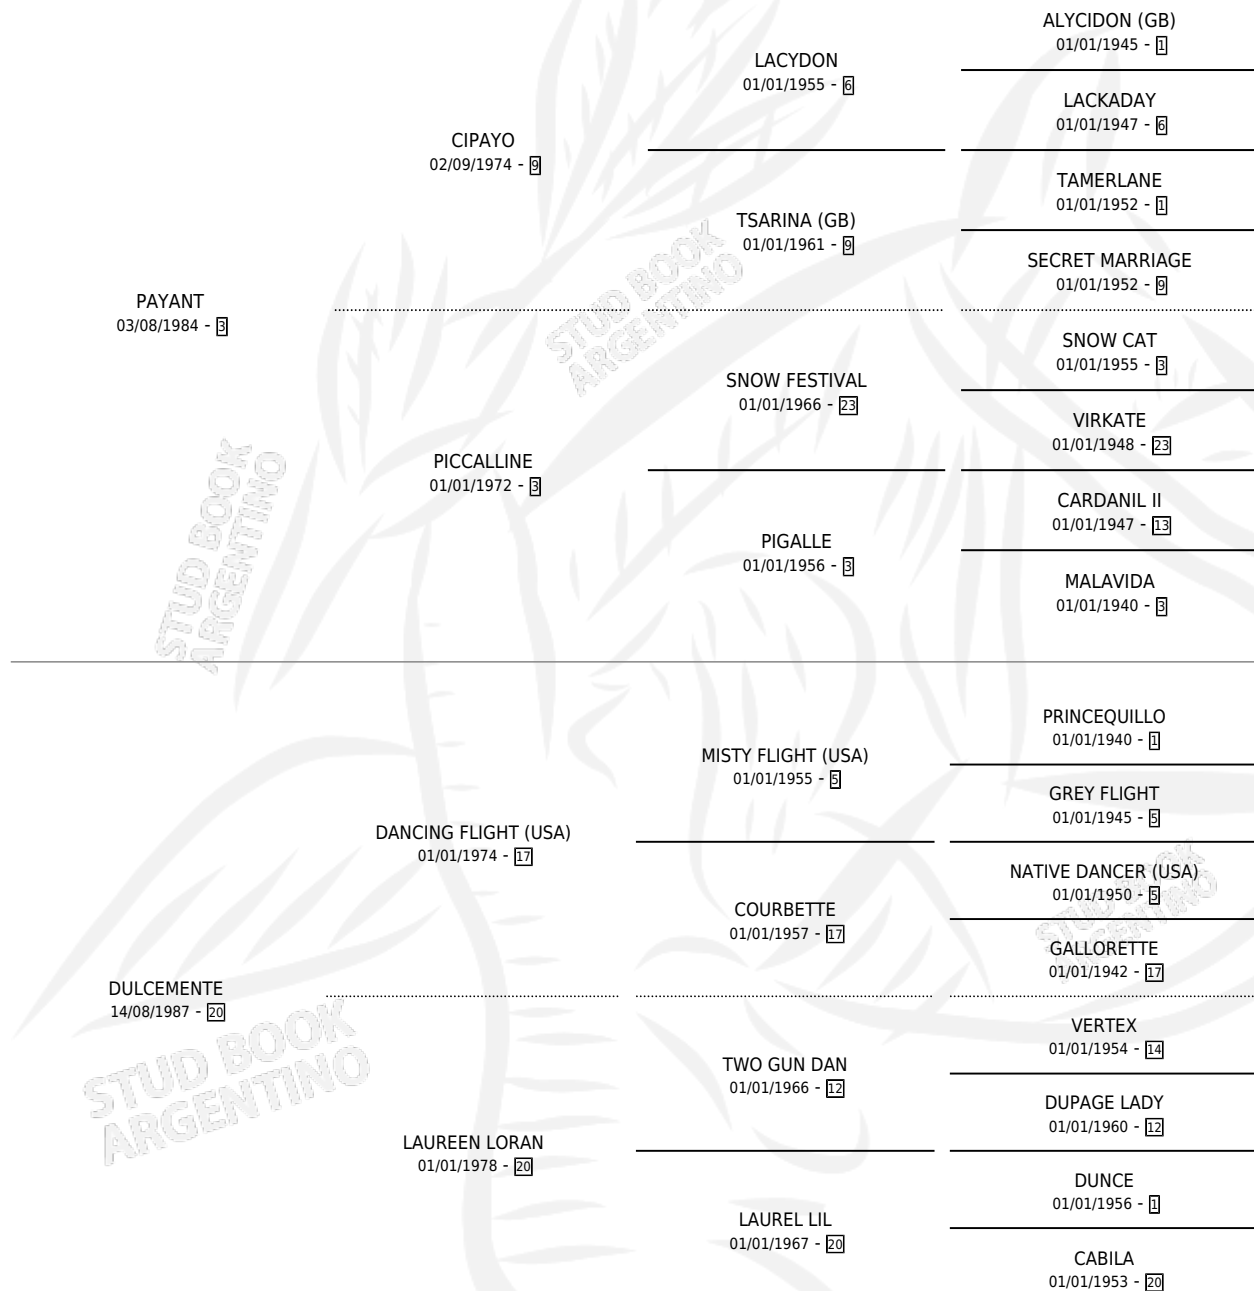 ALYCIDON (GB)
01/01/1945 - 1
LACYDON
01/01/1955 - 6
LACKADAY
01/01/1947 - 6
CIPAYO
02/09/1974 - 9
TAMERLANE
01/01/1952 - 1
TSARINA (GB)
01/01/1961 - 9
SECRET MARRIAGE
01/01/1952 - 9
PAYANT
03/08/1984 - 3
STUD BOOK
ARGENTINO
SNOW CAT
01/01/1955 - 3
SNOW FESTIVAL
01/01/1966 - 23
VIRKATE
01/01/1948 - 23
PICCALLINE
01/01/1972 - 3
CARDANIL II
01/01/1947 - 13
PIGALLE
01/01/1956 - 3
MALAVIDA
01/01/1940 - 3
STUD BOOK
ARGENTINO
PRINCEQUILLO
01/01/1940 - 1
MISTY FLIGHT (USA)
01/01/1955 - 5
GREY FLIGHT
01/01/1945 - 5
DANCING FLIGHT (USA)
01/01/1974 - 17
NATIVE DANCER (USA)
01/01/1950 - 5
COURBETTE
01/01/1957 - 17
STUD BOOK
ARGENTINO
GALLORETTE
01/01/1942 - 17
DULCEMENTE
14/08/1987 - 20
VERTEX
01/01/1954 - 14
TWO GUN DAN
01/01/1966 - 12
STUD BOOK
ARGENTINO
DUPAGE LADY
01/01/1960 - 12
LAUREEN LORAN
01/01/1978 - 20
DUNCE
01/01/1956 - 1
LAUREL LIL
01/01/1967 - 20
CABILA
01/01/1953 - 20